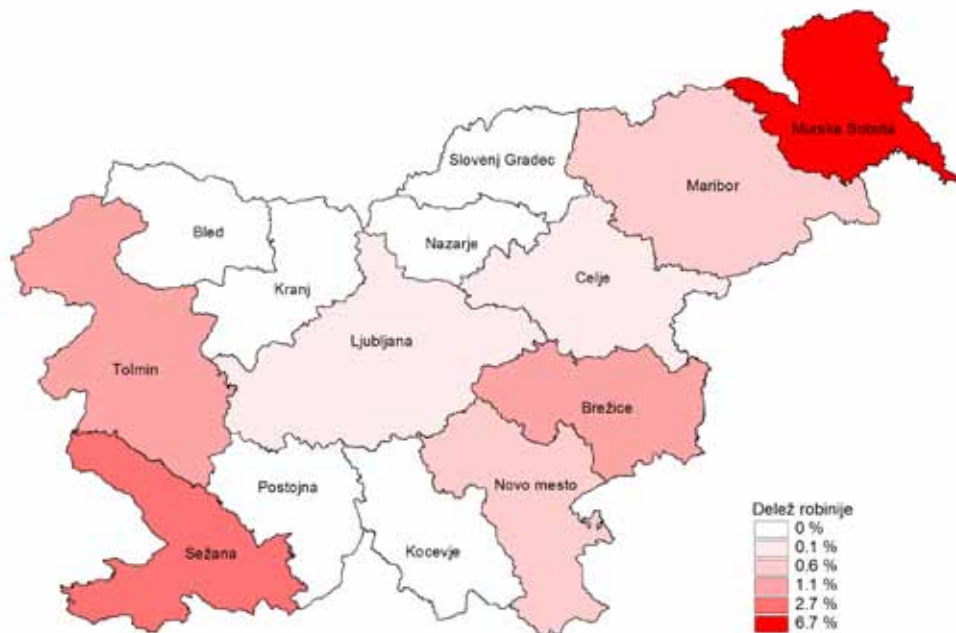 Murska Sobota
Slovenj Gradec
Maribor
Bled
Nazarje
Kranj
Celje
Ljubljana
Tolmin
Brežice
Postojna
Novo mesto
Sežana
Kocevje
Delež robinije
0 %
0.1 %
0.6 %
1.1 %
2.7 %
6.7 %